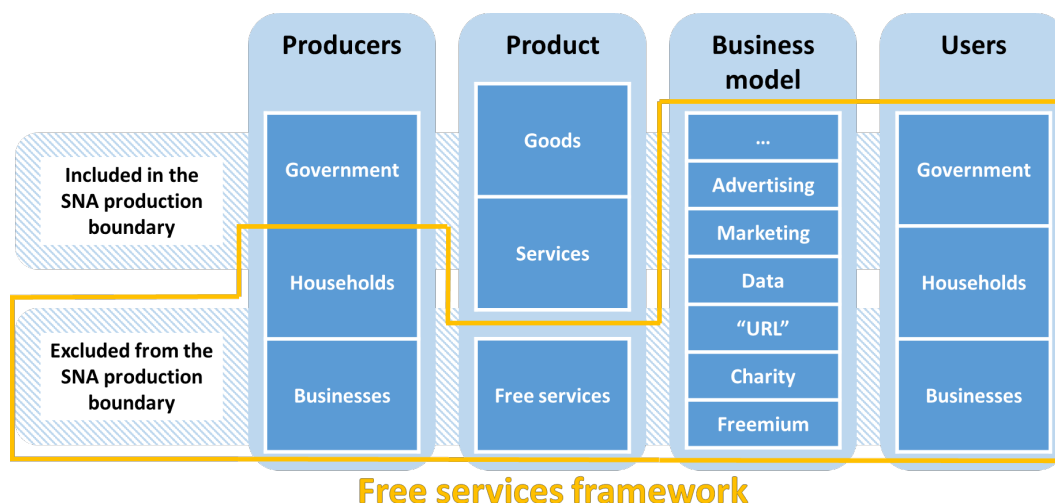 Producers
Product
Business
model
Users
Included in the
SNA production
boundary
Excluded from the
SNA production
boundary
Government
Households
Businesses
Goods
Services
Free services
...
Advertising
Marketing
Data
“URL”
Charity
Freemium
Government
Households
Businesses
Free services framework